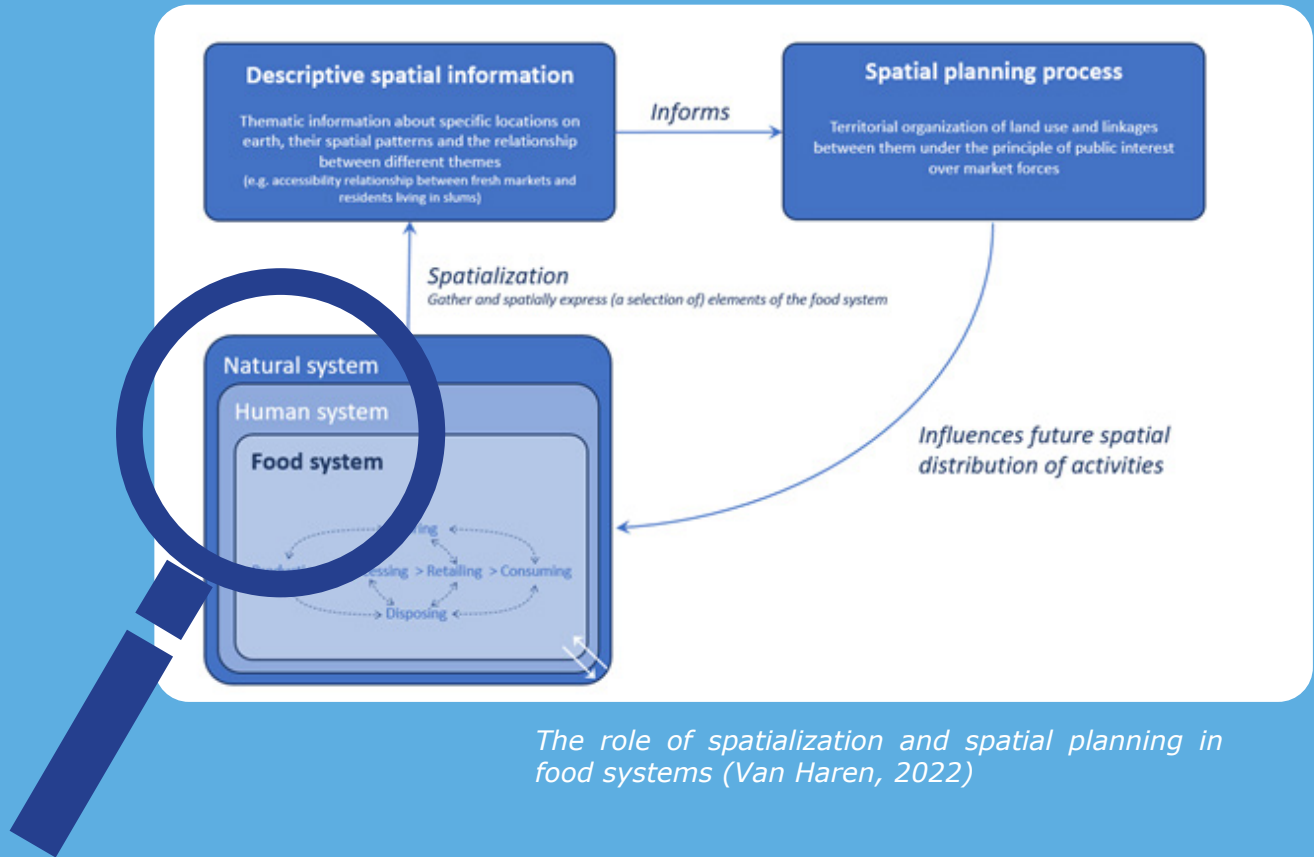 Descriptive spatial information
Thematic information about specific locations on
earth, their spatial patterns and the relationship
between different themes
(e.g. accessibility relationship between fresh markets and
residents living in slums)
Informs
Spatial planning process
Territorial organization of land use and linkages
between them under the principle of public interest
over market forces
Spatialization
Gather and spatially express (a selection of) elements of the food system
Natural system
Human system
Food system
> Retailing > Consuming
Disposing
Influences future spatial
distribution of activities
The role of spatialization and spatial planning in
food systems (Van Haren, 2022)